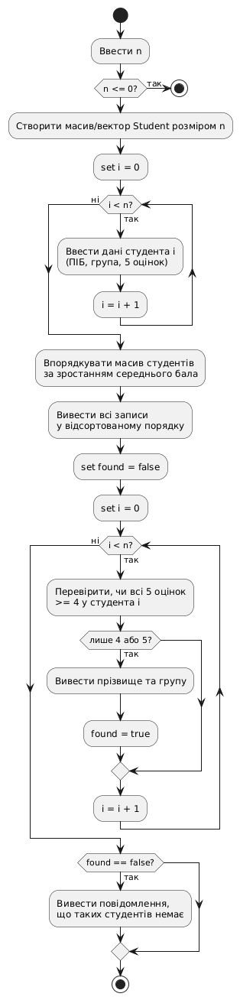 Ввести n
n <= 0?
так
Створити масив/вектор Student розміром n
set i = 0
ні
i < n?
так
Ввести дані студента i
(ПІБ, група, 5 оцінок)
i = i + 1
Впорядкувати масив студентів
за зростанням середнього бала
Вивести всі записи
у відсортованому порядку
set found = false
set i = 0
ні
i < n?
так
Перевірити, чи всі 5 оцінок
>= 4 у студента i
лише 4 або 5?
так
Вивести прізвище та групу
found = true
i = i + 1
found == false?
так
Вивести повідомлення,
що таких студентів немає